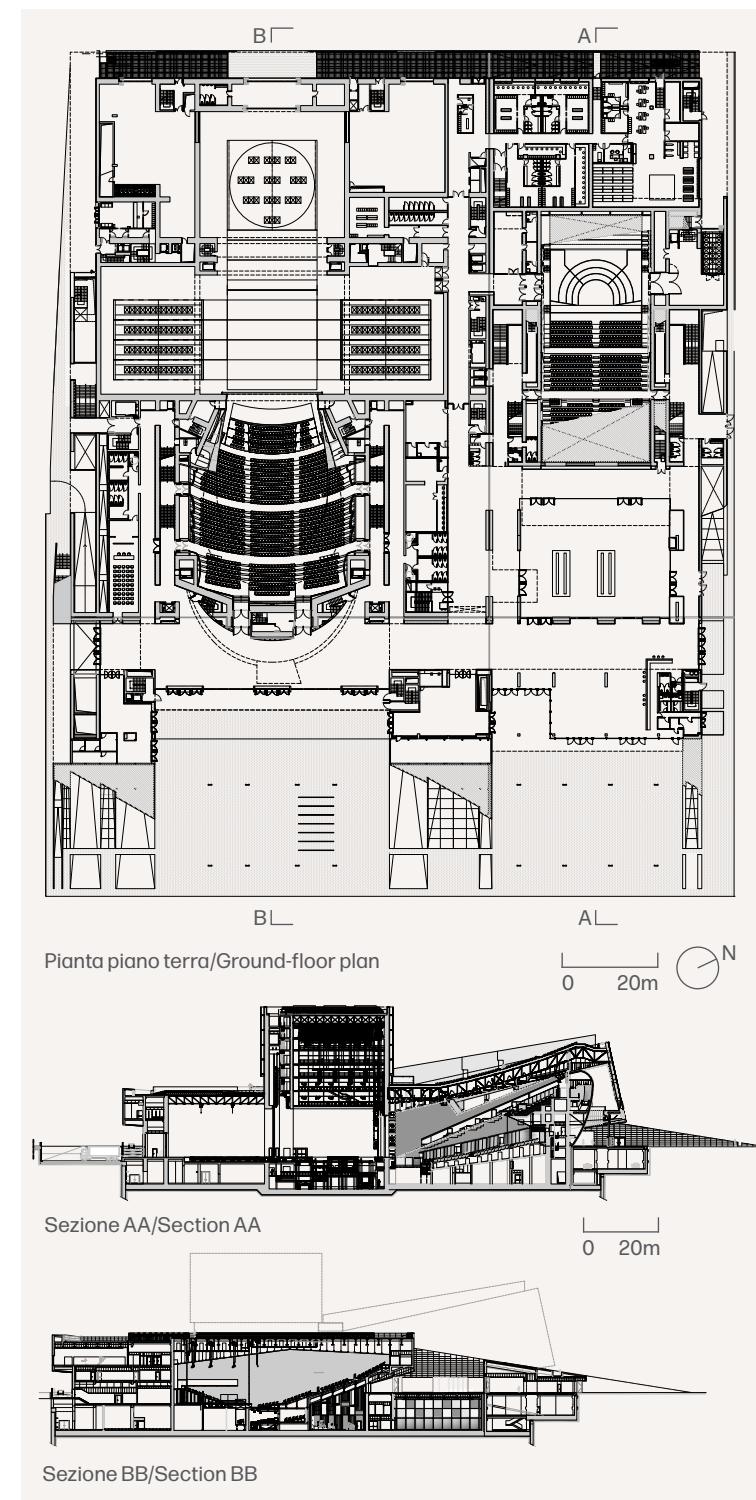 B A
B A
Pianta piano terra/Ground-floor plan
N
0 20m
Sezione AA/Section AA
0 20m
Sezione BB/Section BB